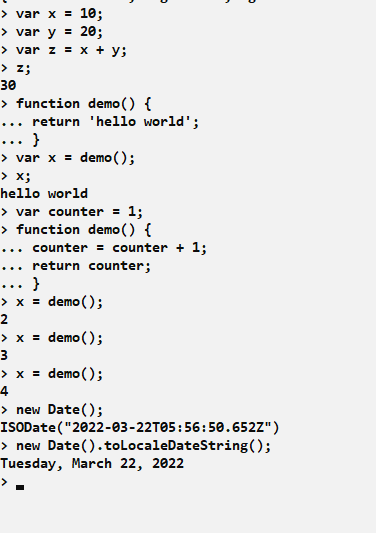 > var x = 10;
> var y = 20;
> var z = x + y;
> z;
30
> function demo() {
... return 'hello world';
... }
> var x = demo();
> x;
hello world
> var counter = 1;
> function demo() {
... counter = counter + 1;
... return counter;
... }
> x = demo();
2
> x = demo();
3
> x = demo();
4
> new Date();
ISODate("2022-03-22T05:56:50.652Z")
> new Date().toLocaleDateString();
Tuesday, March 22, 2022
>